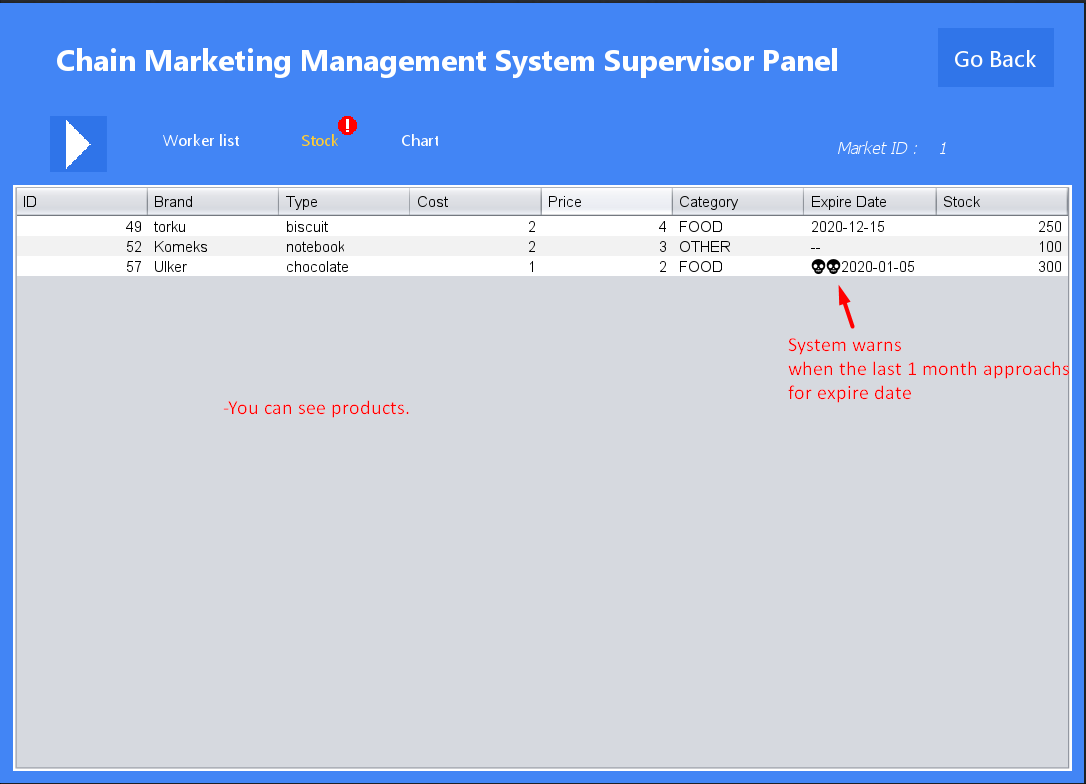 Chain Marketing Management System Supervisor Panel
Go Back
Worker list
Stock
!
Chart
Market ID : 1
ID Brand Type Cost Price Category Expire Date Stock
49 torku biscuit 2 4 FOOD 2020-12-15 250
52 Komeks notebook 2 3 OTHER -- 100
57 Ulker chocolate 1 2 FOOD ☠☠2020-01-05 300
System warns
when the last 1 month approachs
for expire date
-You can see products.